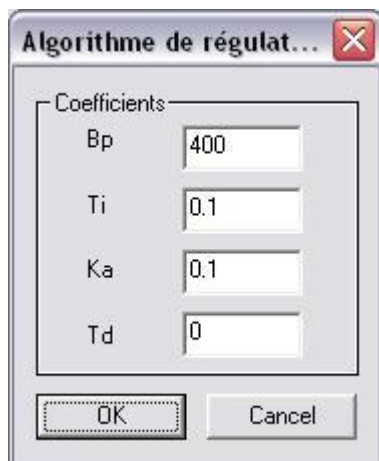 Algorithme de régulat...
Coefficients
Bp 400
Ti 0.1
Ka 0.1
Td 0
OK Cancel